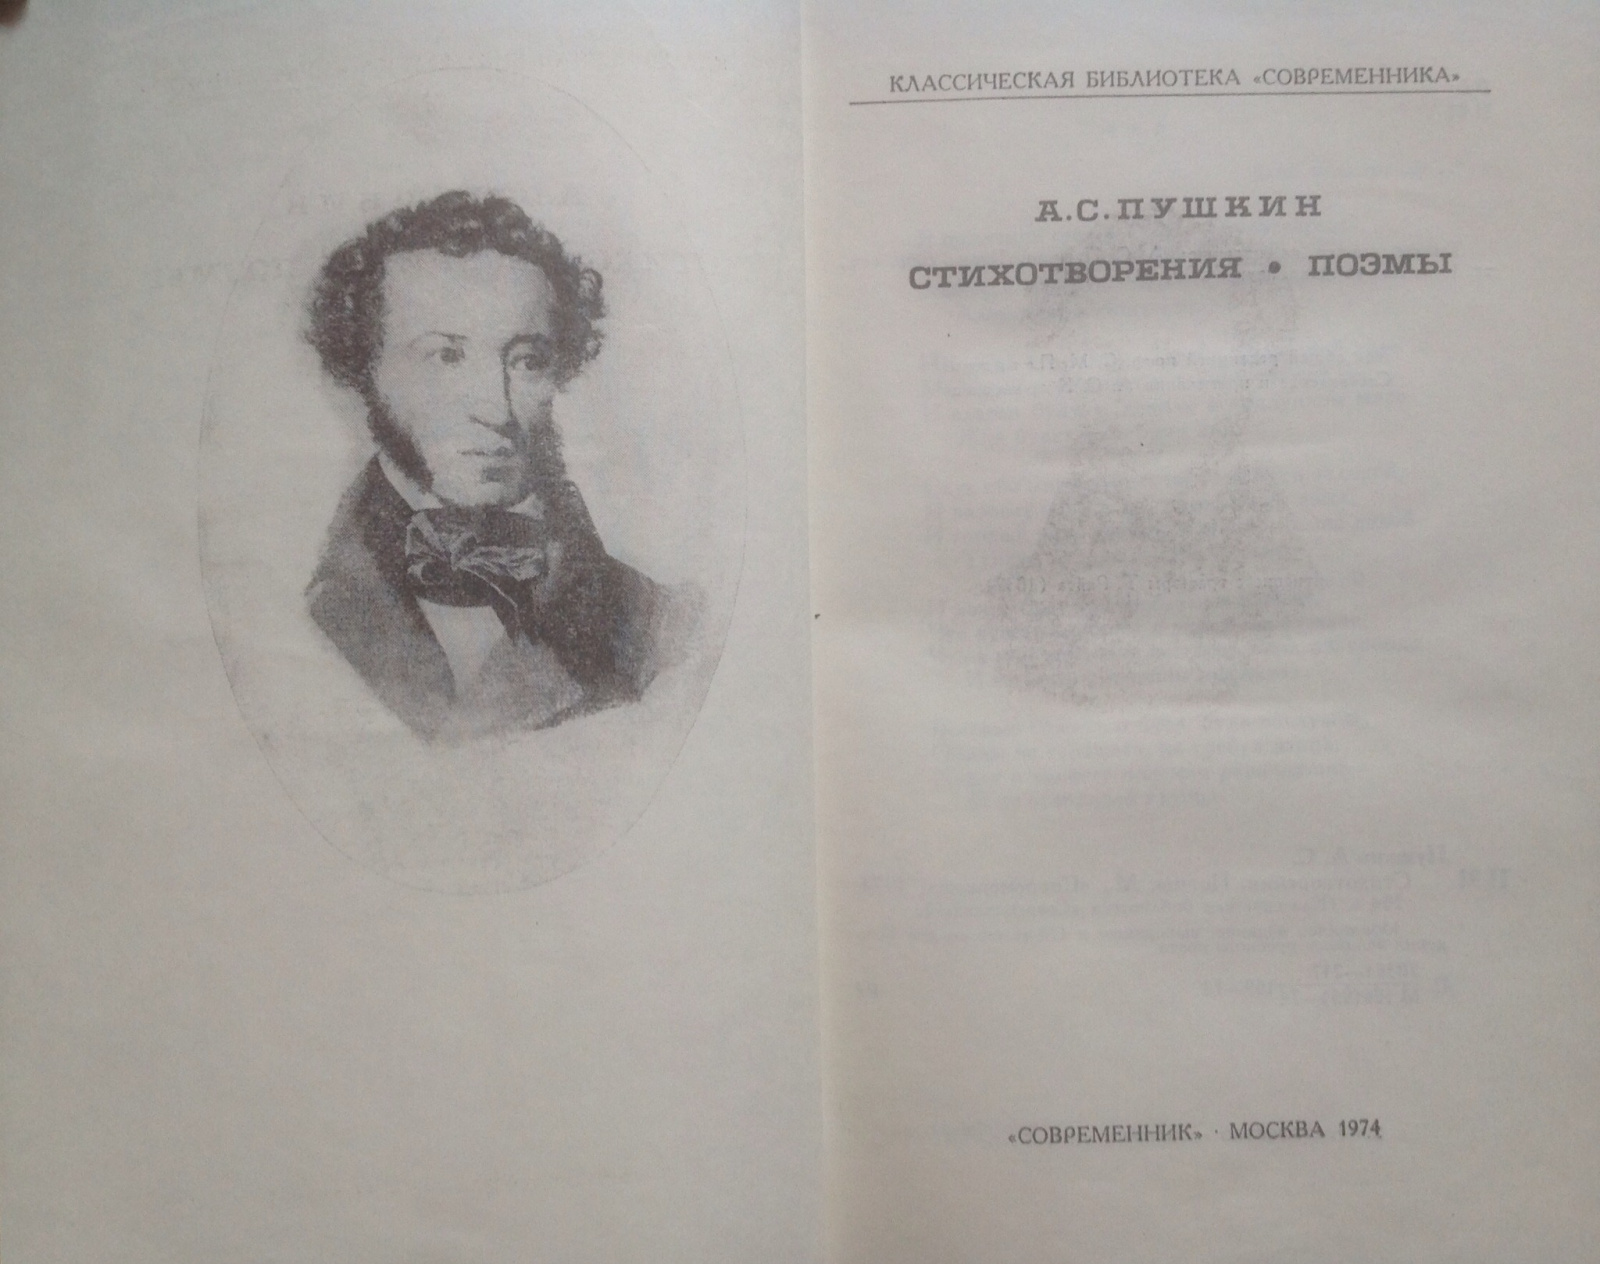 КЛАССИЧЕСКАЯ БИБЛИОТЕКА «СОВРЕМЕННИКА»
А.С.ПУШКИН
СТИХОТВОРЕНИЯ • ПОЭМЫ
«СОВРЕМЕННИК» · МОСКВА 1974